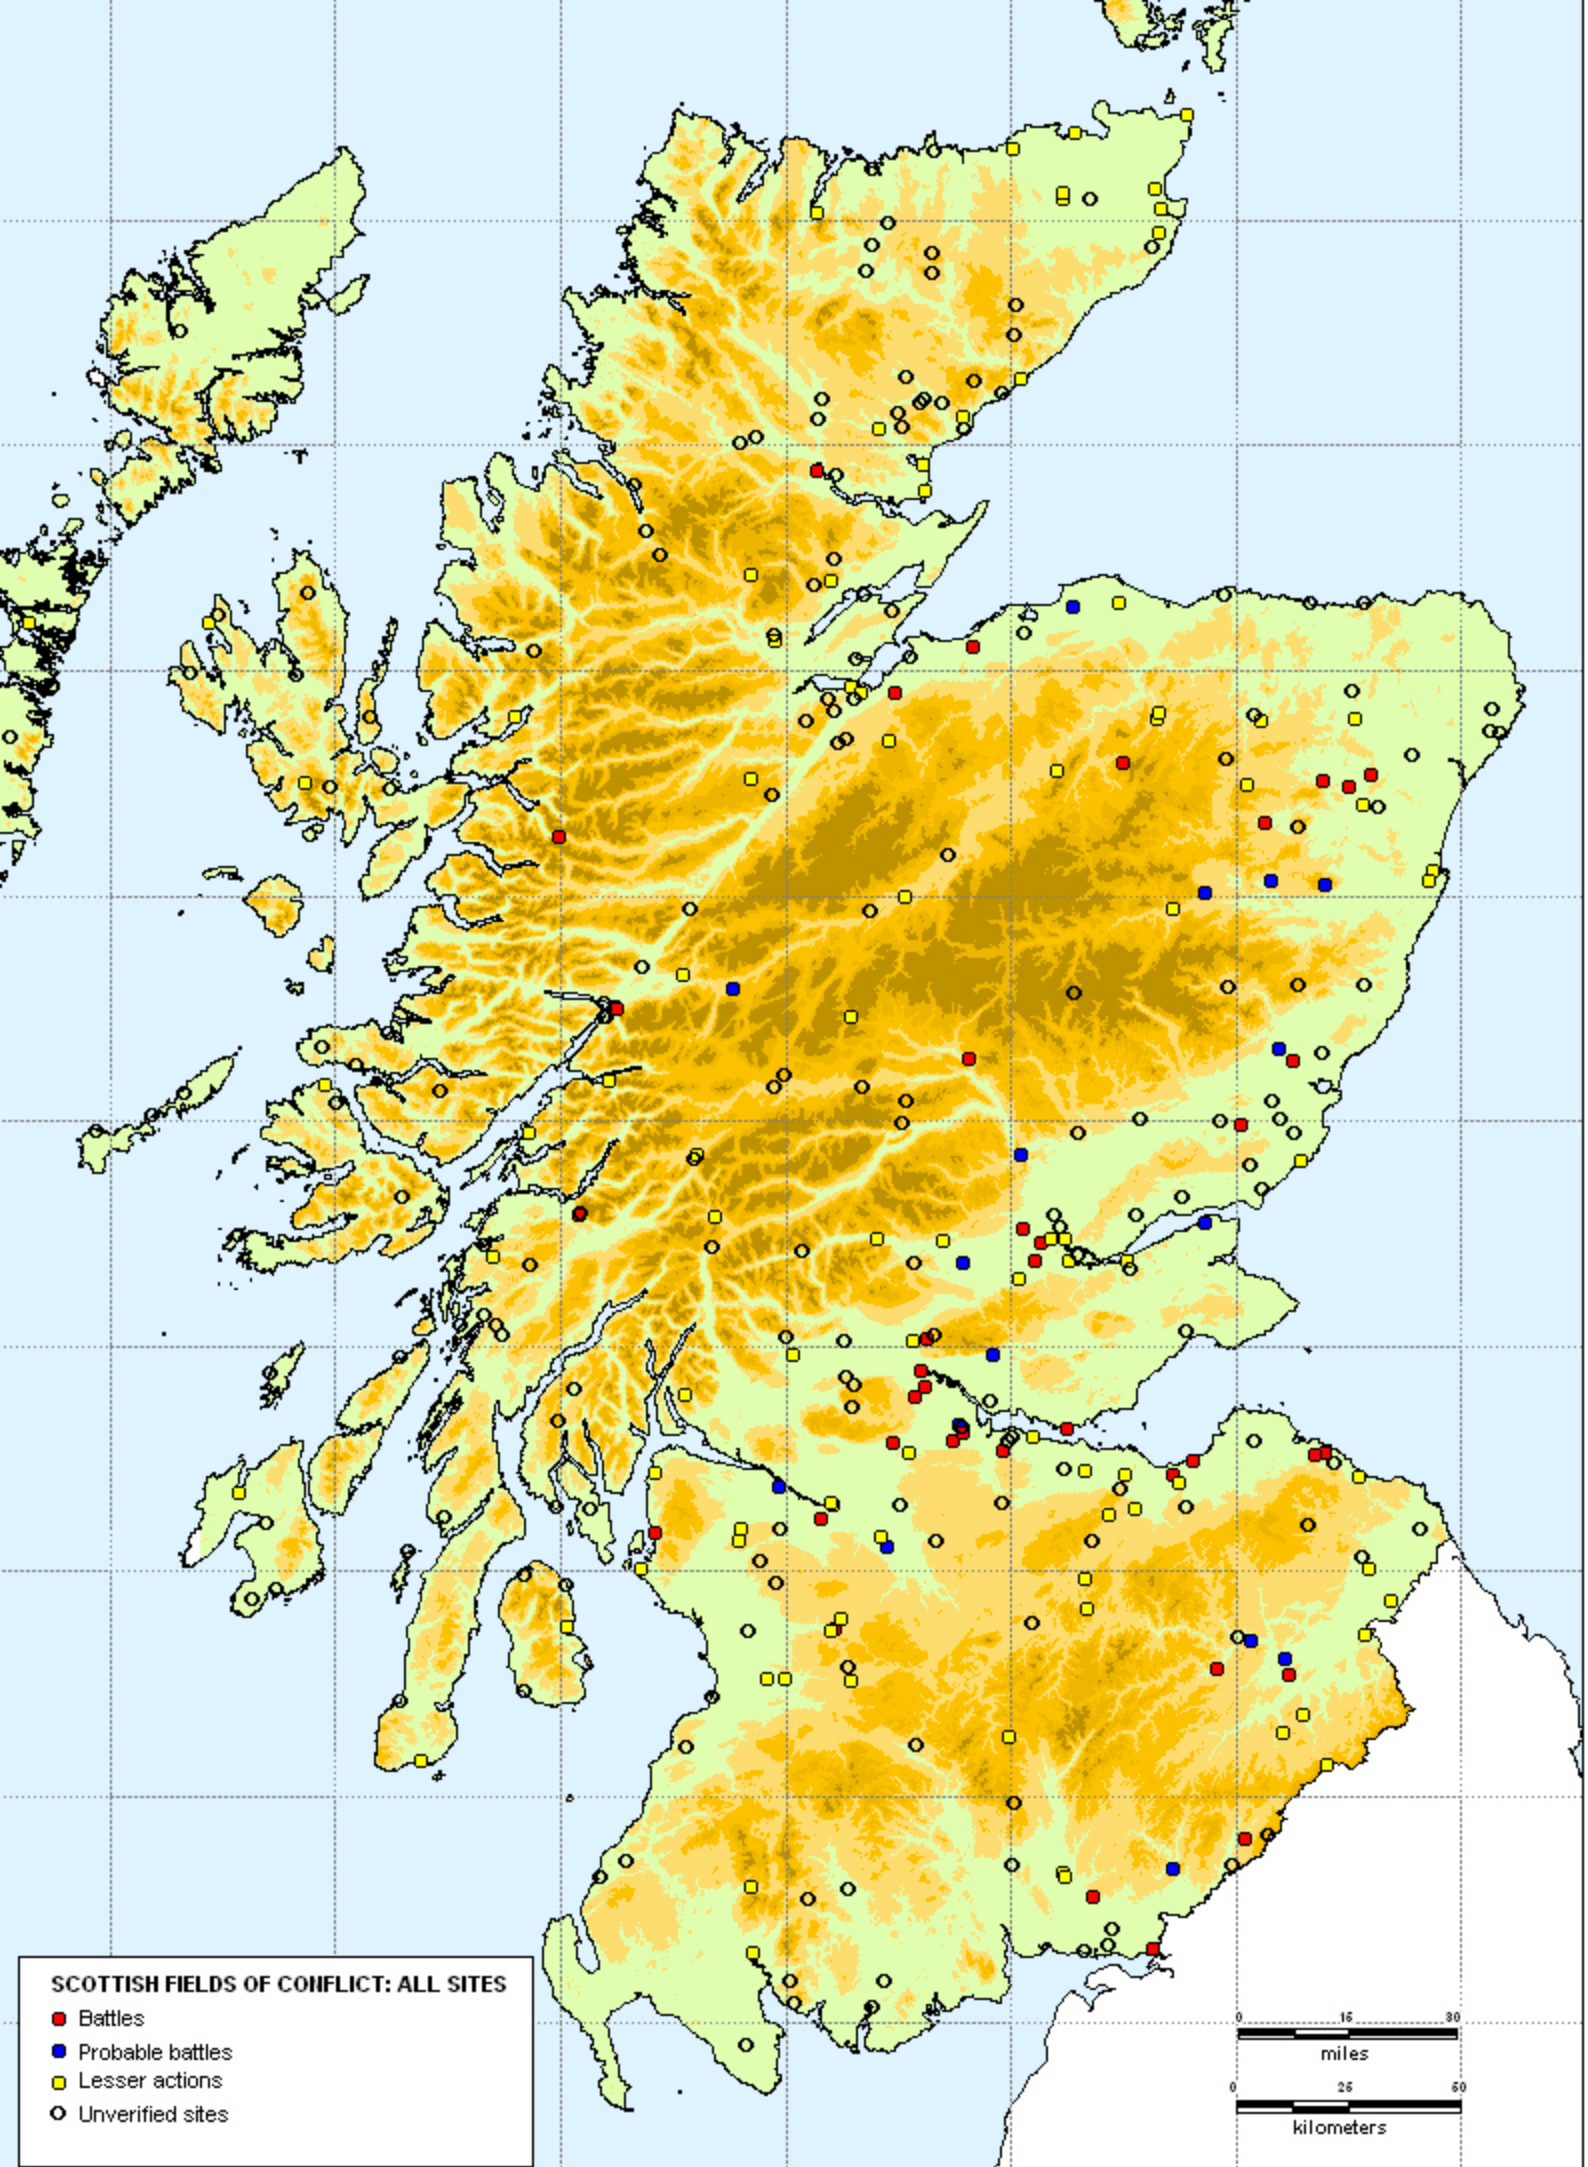 SCOTTISH FIELDS OF CONFLICT: ALL SITES
Battles
Probable battles
Lesser actions
Unverified sites
0 15 30
miles
0 25 50
kilometers